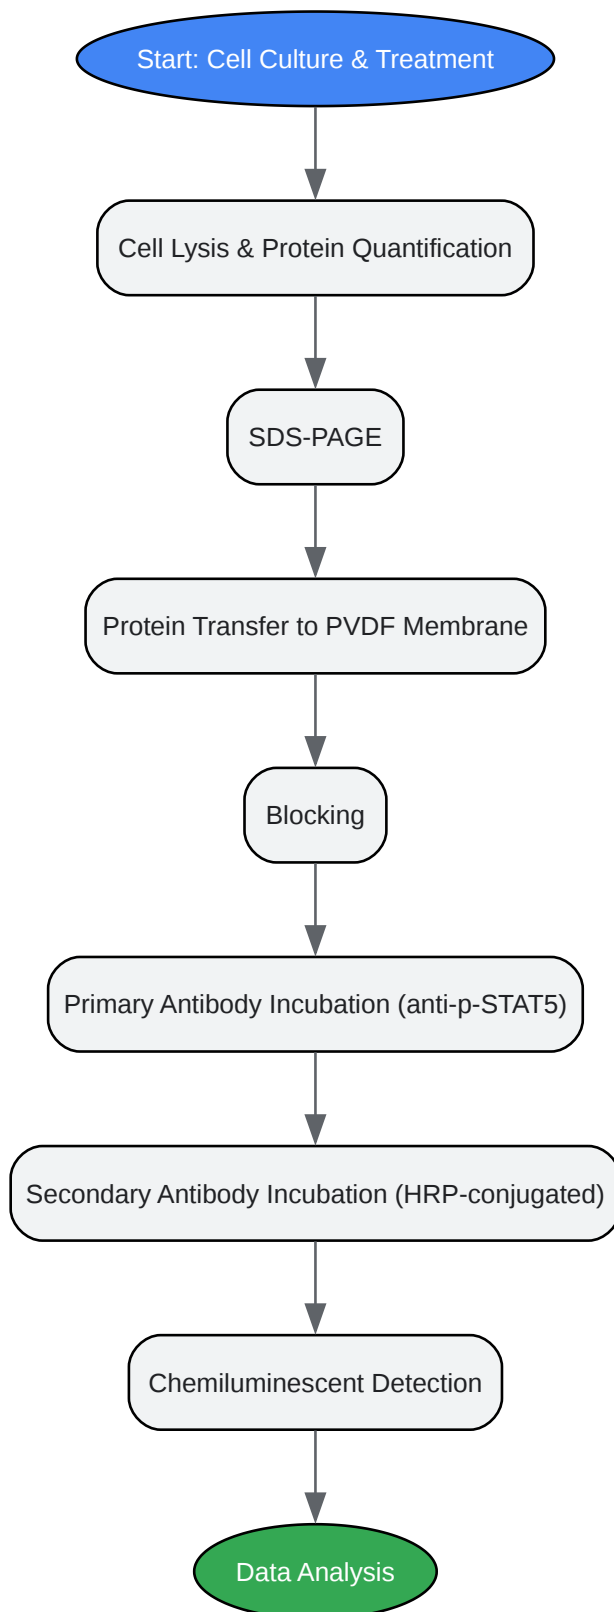 Start: Cell Culture & Treatment
Cell Lysis & Protein Quantification
SDS-PAGE
Protein Transfer to PVDF Membrane
Blocking
Primary Antibody Incubation (anti-p-STAT5)
Secondary Antibody Incubation (HRP-conjugated)
Chemiluminescent Detection
Data Analysis